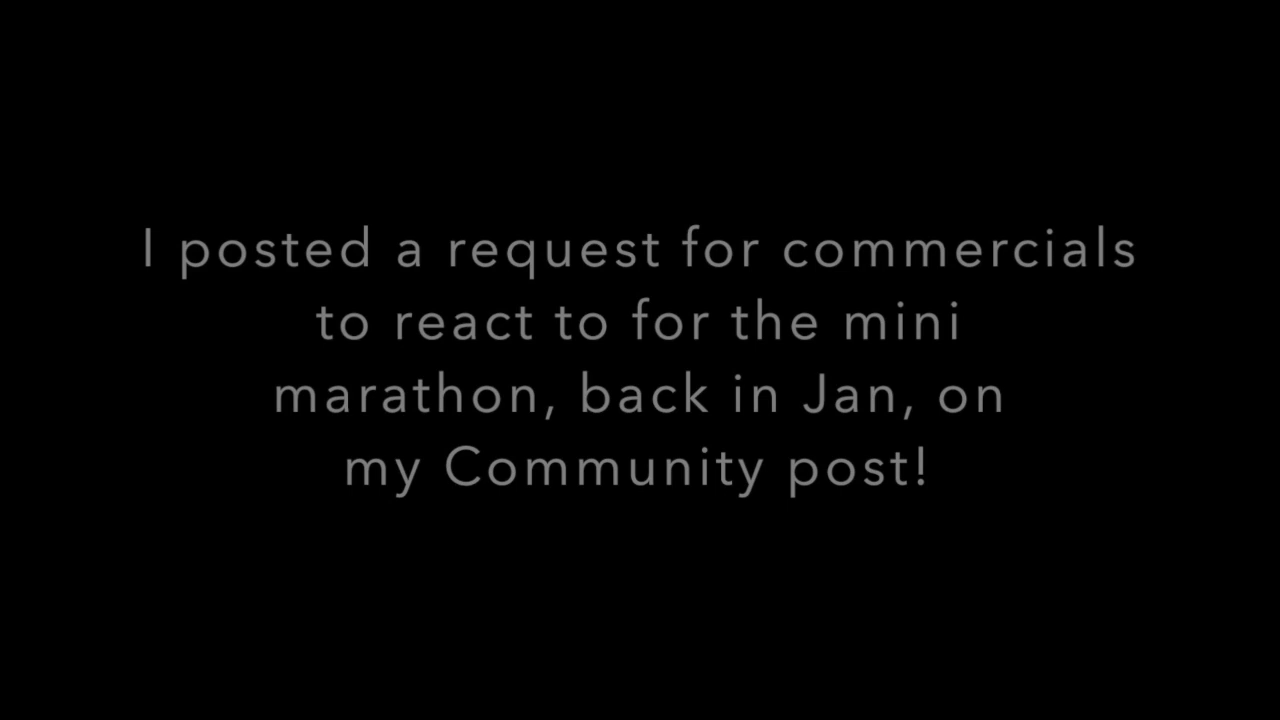 I posted a request for commercials
to react to for the mini
marathon, back in Jan, on
my Community post!